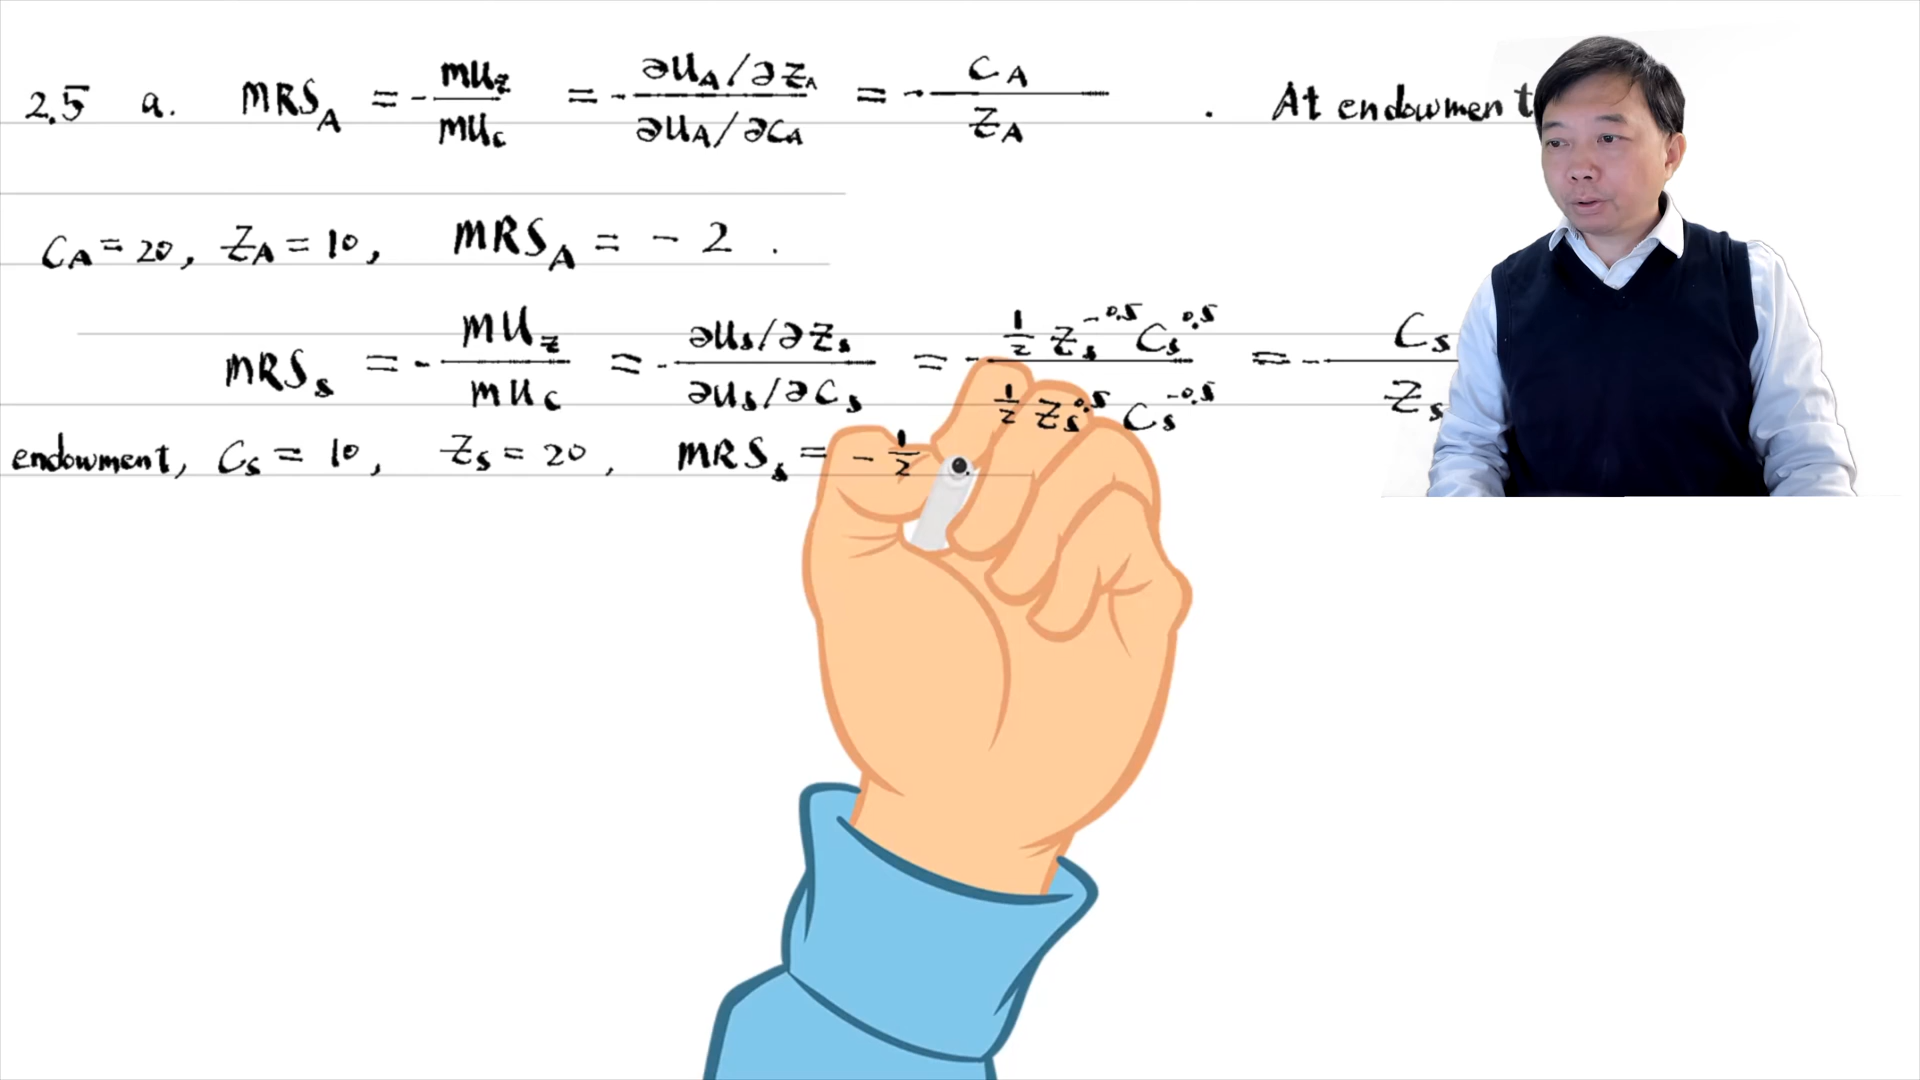 2.5 a. MRS_A = - MU_z / MU_c = - ∂U_A/∂Z_A / ∂U_A/∂C_A = - C_A / Z_A . At endowment
C_A = 20, Z_A = 10, MRS_A = - 2 .
MRS_s = - MU_z / MU_c = - ∂U_s/∂Z_s / ∂U_s/∂C_s = - 1/2 Z_s^-0.5 C_s^0.5 / 1/2 Z_s^0.5 C_s^-0.5 = - C_s / Z_s
endowment, C_s = 10, Z_s = 20, MRS_s = - 1/2 .